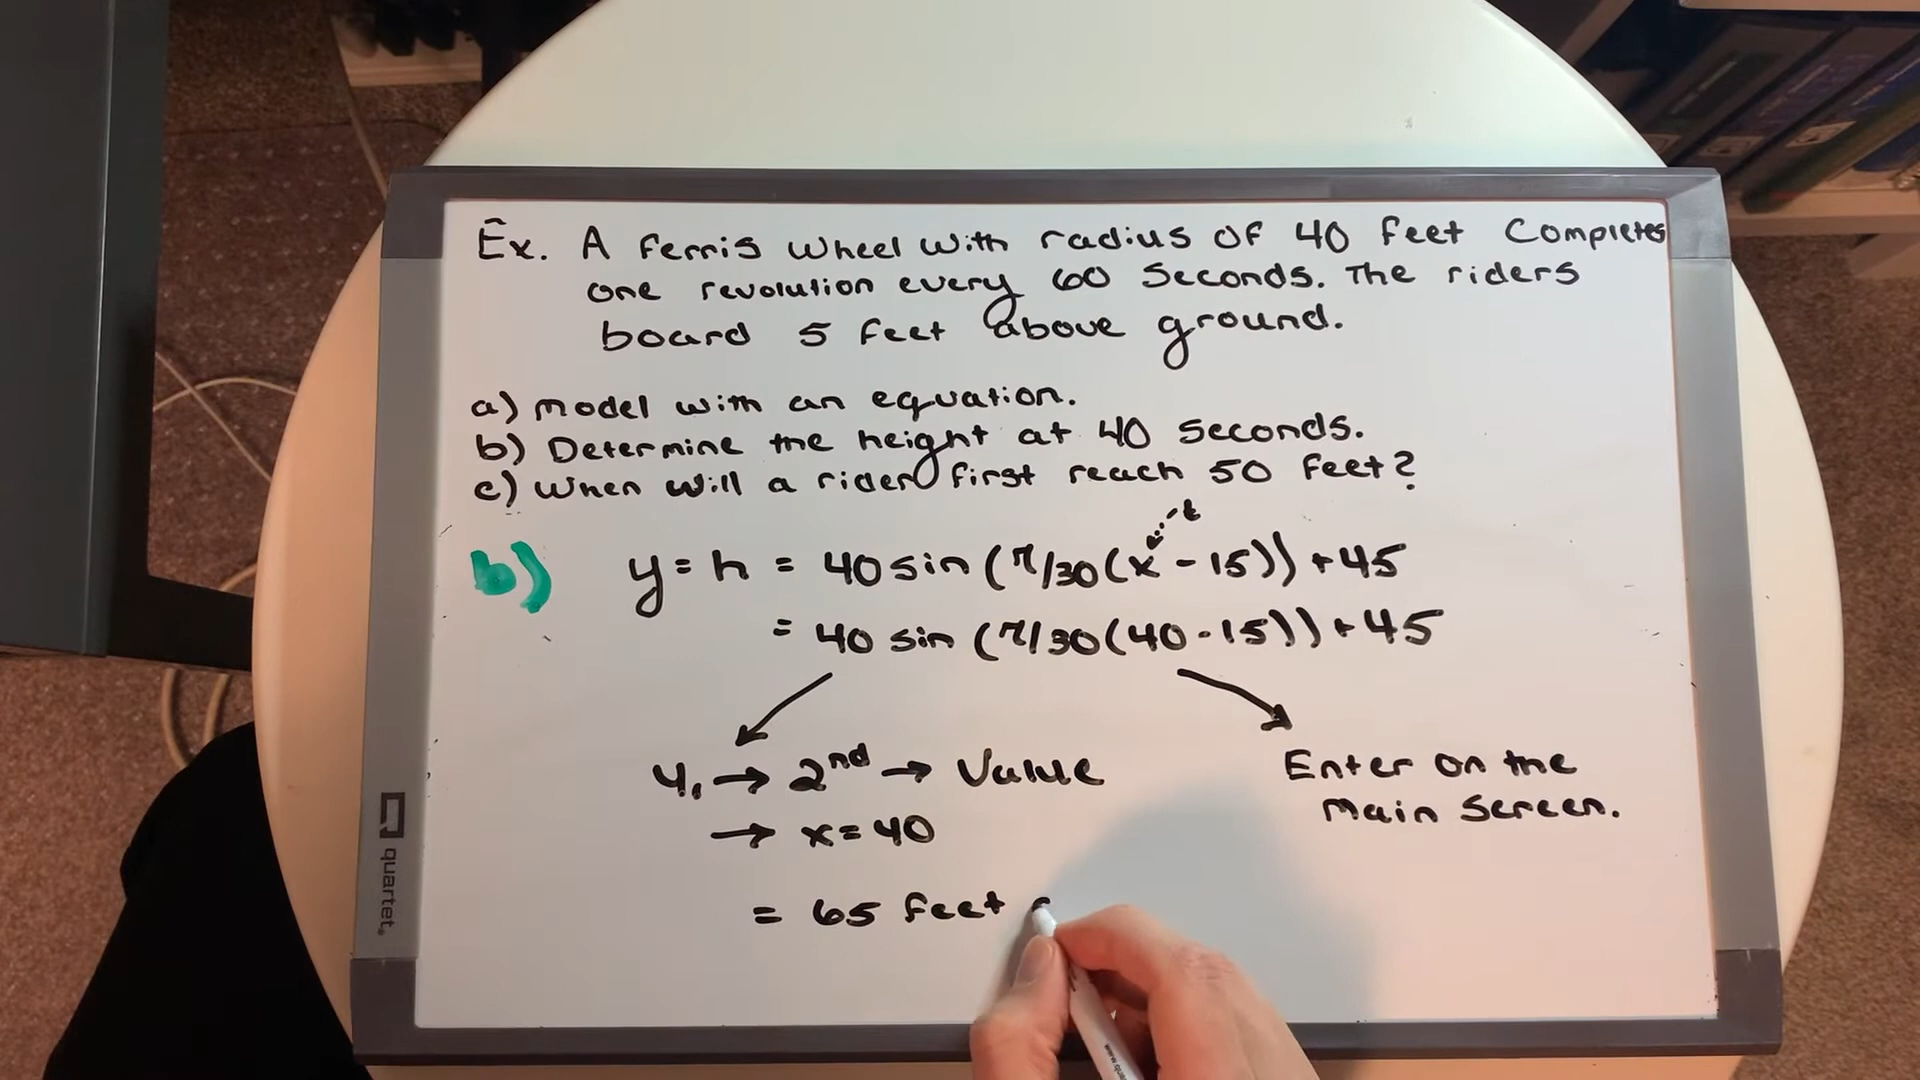 Ex. A Ferris wheel with radius of 40 feet completes
one revolution every 60 seconds. The riders
board 5 feet above ground.
a) model with an equation.
b) Determine the height at 40 seconds.
c) when will a rider first reach 50 feet?
t
b) y = h = 40 sin (π/30 (x - 15)) + 45
= 40 sin (π/30 (40 - 15)) + 45
y₁ → 2nd → Value
→ x = 40
Enter on the
main screen.
= 65 feet
quartet